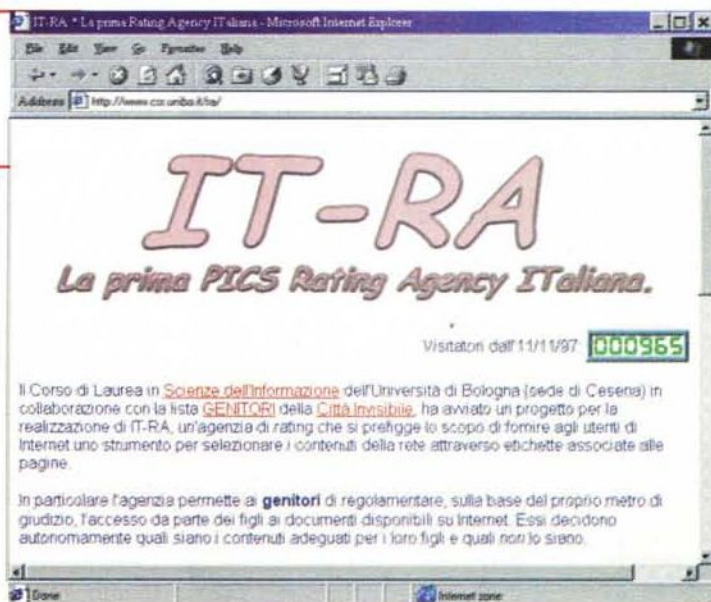 IT-RA * La prima Rating Agency ITaliana - Microsoft Internet Explorer
File Edit View Go Favorites Help
Address http://www.csr.unibo.it/ra/
IT-RA
La prima PICS Rating Agency ITaliana.
Visitatori dall'11/11/97: 000965
Il Corso di Laurea in Scienze dell'Informazione dell'Università di Bologna (sede di Cesena) in
collaborazione con la lista GENITORI della Città Invisibile, ha avviato un progetto per la
realizzazione di IT-RA, un'agenzia di rating che si prefigge lo scopo di fornire agli utenti di
Internet uno strumento per selezionare i contenuti della rete attraverso etichette associate alle
pagine.
In particolare l'agenzia permette ai genitori di regolamentare, sulla base del proprio metro di
giudizio, l'accesso da parte dei figli ai documenti disponibili su Internet. Essi decidono
autonomamente quali siano i contenuti adeguati per i loro figli e quali non lo siano.
Done
Internet zone